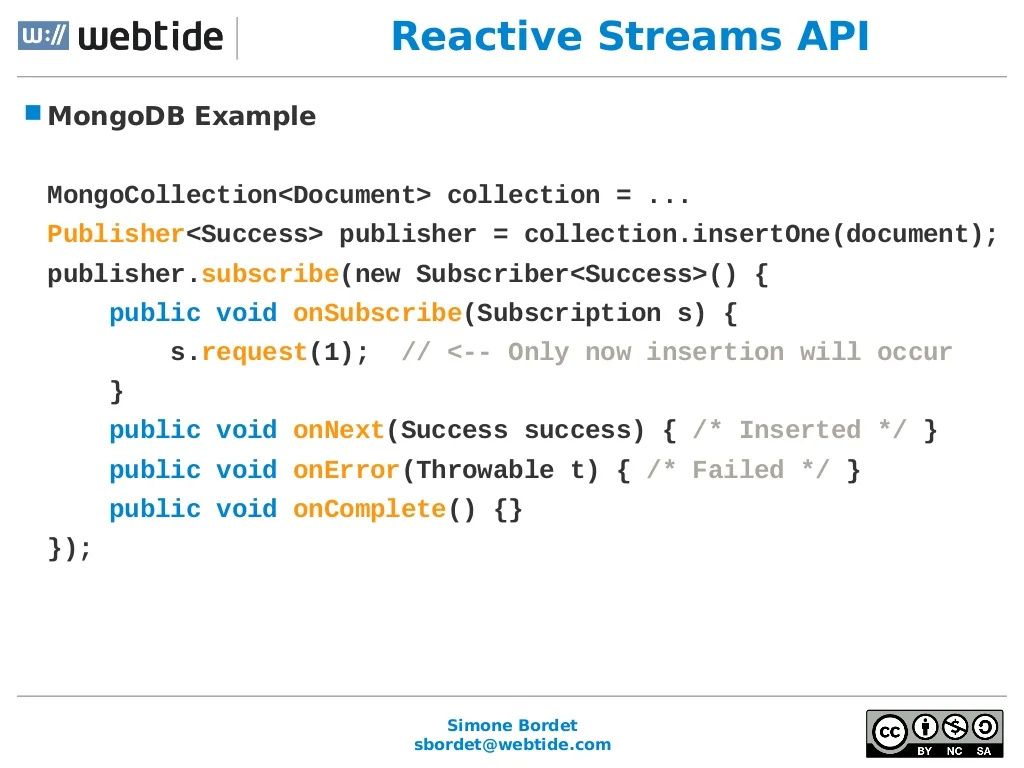 w:// webtide
Reactive Streams API
MongoDB Example
MongoCollection<Document> collection = ...
Publisher<Success> publisher = collection.insertOne(document);
publisher.subscribe(new Subscriber<Success>() {
    public void onSubscribe(Subscription s) {
        s.request(1);  // <-- Only now insertion will occur
    }
    public void onNext(Success success) { /* Inserted */ }
    public void onError(Throwable t) { /* Failed */ }
    public void onComplete() {}
});
Simone Bordet
sbordet@webtide.com
cc
BY NC SA